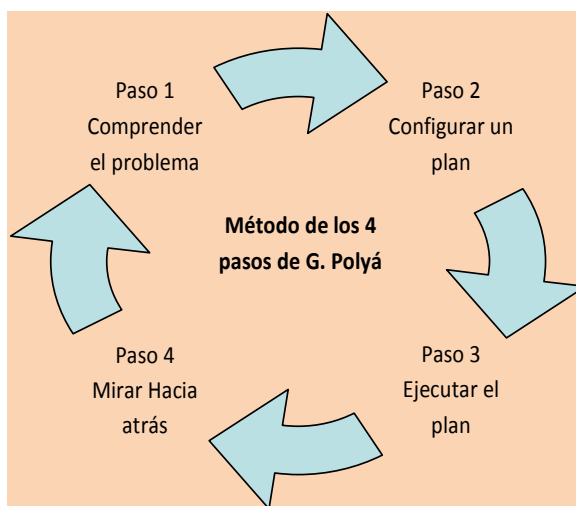 Paso 1
Comprender
el problema
Paso 2
Configurar un
plan
Método de los 4
pasos de G. Polyá
Paso 3
Ejecutar el
plan
Paso 4
Mirar Hacia
atrás